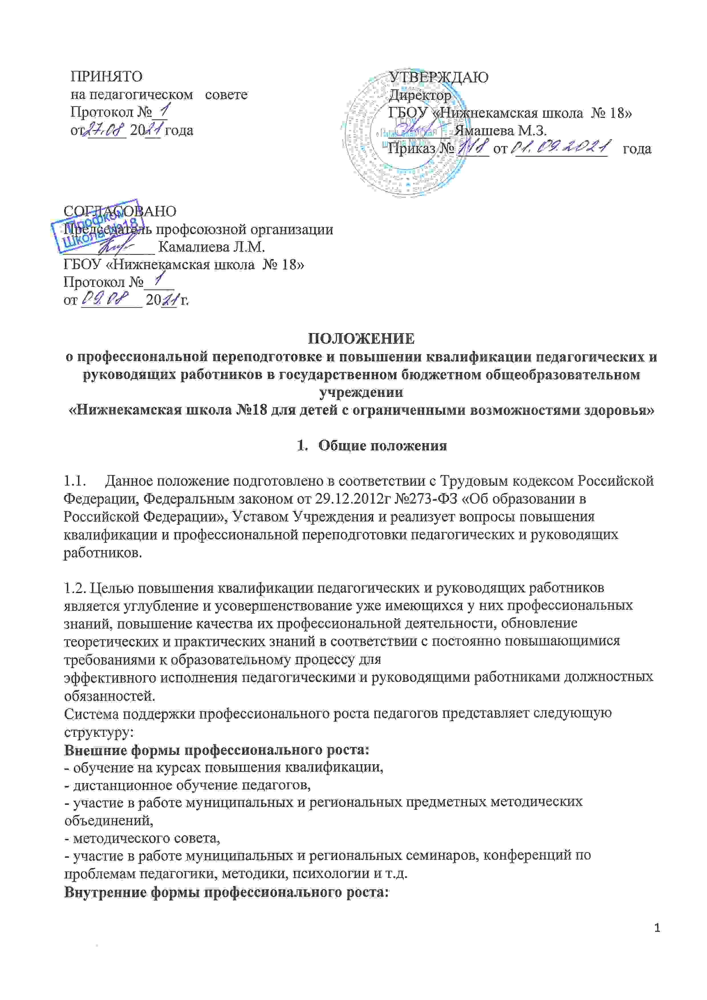 ПРИНЯТО
на педагогическом совете
Протокол № 1
от 27.08 2021 года
УТВЕРЖДАЮ
Директор
ГБОУ «Нижнекамская школа № 18»
Ямашева М.З.
Приказ № 118 от 01.09.2021 года
СОГЛАСОВАНО
Профком
Школа №18
Председатель профсоюзной организации
Камалиева Л.М.
ГБОУ «Нижнекамская школа № 18»
Протокол № 1
от 09.08 2021 г.
ПОЛОЖЕНИЕ
о профессиональной переподготовке и повышении квалификации педагогических и
руководящих работников в государственном бюджетном общеобразовательном
учреждении
«Нижнекамская школа №18 для детей с ограниченными возможностями здоровья»
1. Общие положения
1.1. Данное положение подготовлено в соответствии с Трудовым кодексом Российской
Федерации, Федеральным законом от 29.12.2012г №273-ФЗ «Об образовании в
Российской Федерации», Уставом Учреждения и реализует вопросы повышения
квалификации и профессиональной переподготовки педагогических и руководящих
работников.
1.2. Целью повышения квалификации педагогических и руководящих работников
является углубление и усовершенствование уже имеющихся у них профессиональных
знаний, повышение качества их профессиональной деятельности, обновление
теоретических и практических знаний в соответствии с постоянно повышающимися
требованиями к образовательному процессу для
эффективного исполнения педагогическими и руководящими работниками должностных
обязанностей.
Система поддержки профессионального роста педагогов представляет следующую
структуру:
Внешние формы профессионального роста:
- обучение на курсах повышения квалификации,
- дистанционное обучение педагогов,
- участие в работе муниципальных и региональных предметных методических
объединений,
- методического совета,
- участие в работе муниципальных и региональных семинаров, конференций по
проблемам педагогики, методики, психологии и т.д.
Внутренние формы профессионального роста:
1